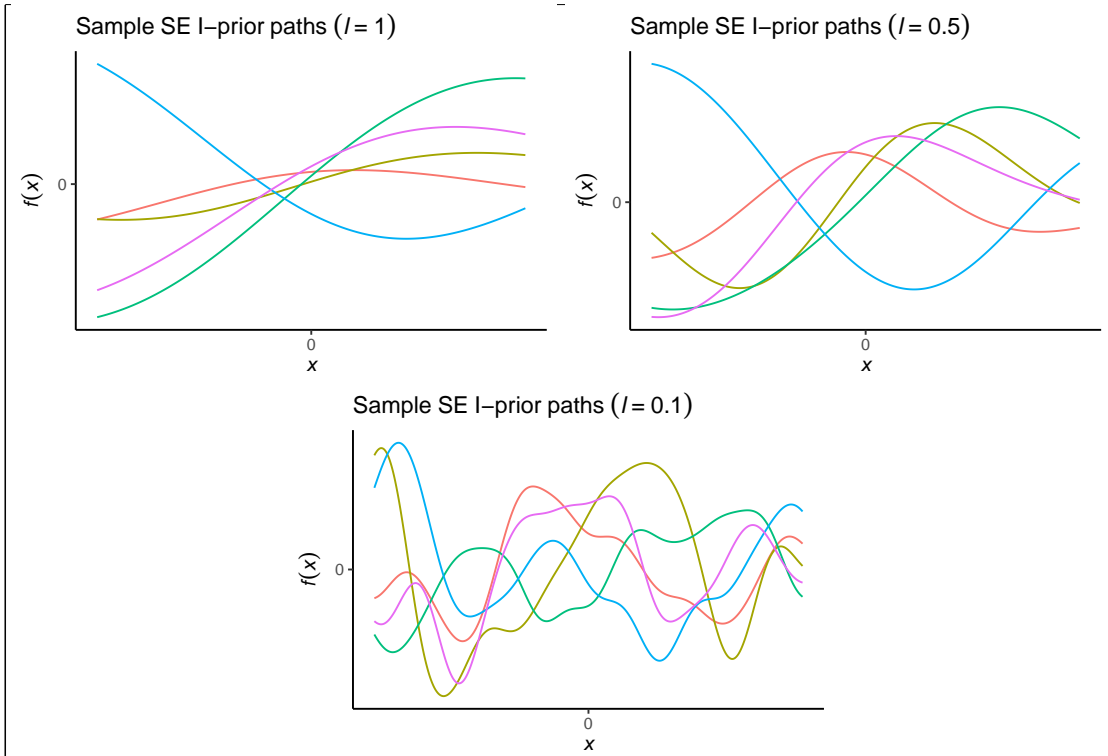 Sample SE I−prior paths (l = 1)
f(x)
0
0
x
Sample SE I−prior paths (l = 0.5)
f(x)
0
0
x
Sample SE I−prior paths (l = 0.1)
f(x)
0
0
x